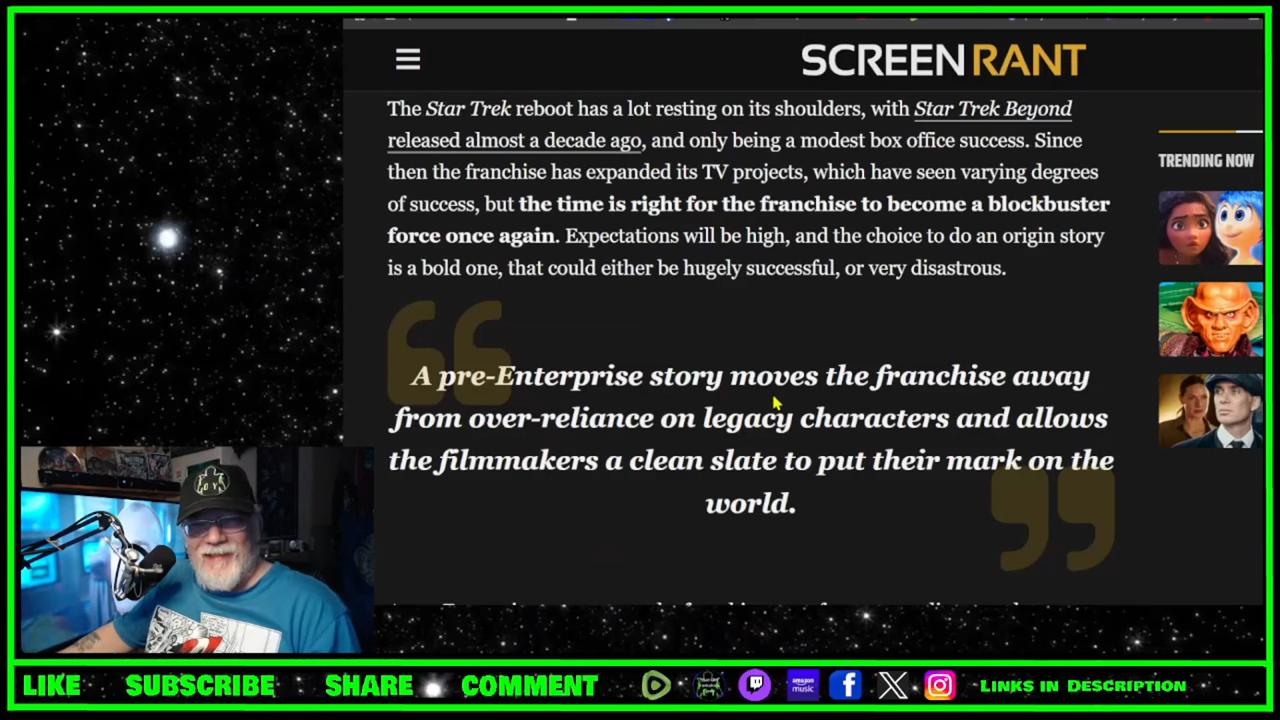 SCREENRANT
The Star Trek reboot has a lot resting on its shoulders, with Star Trek Beyond
released almost a decade ago, and only being a modest box office success. Since
then the franchise has expanded its TV projects, which have seen varying degrees
of success, but the time is right for the franchise to become a blockbuster
force once again. Expectations will be high, and the choice to do an origin story
is a bold one, that could either be hugely successful, or very disastrous.
TRENDING NOW
“
A pre-Enterprise story moves the franchise away
from over-reliance on legacy characters and allows
the filmmakers a clean slate to put their mark on the
world.
”
LIKE SUBSCRIBE SHARE COMMENT
amazon music
Links in Description